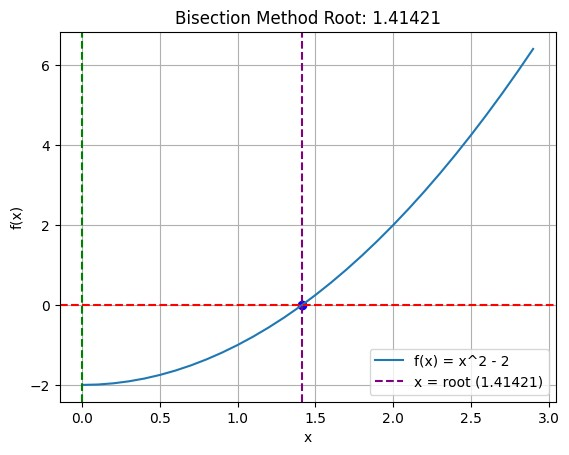 Bisection Method Root: 1.41421
f(x)
6
4
2
0
−2
f(x) = x^2 - 2
x = root (1.41421)
0.0 0.5 1.0 1.5 2.0 2.5 3.0
x